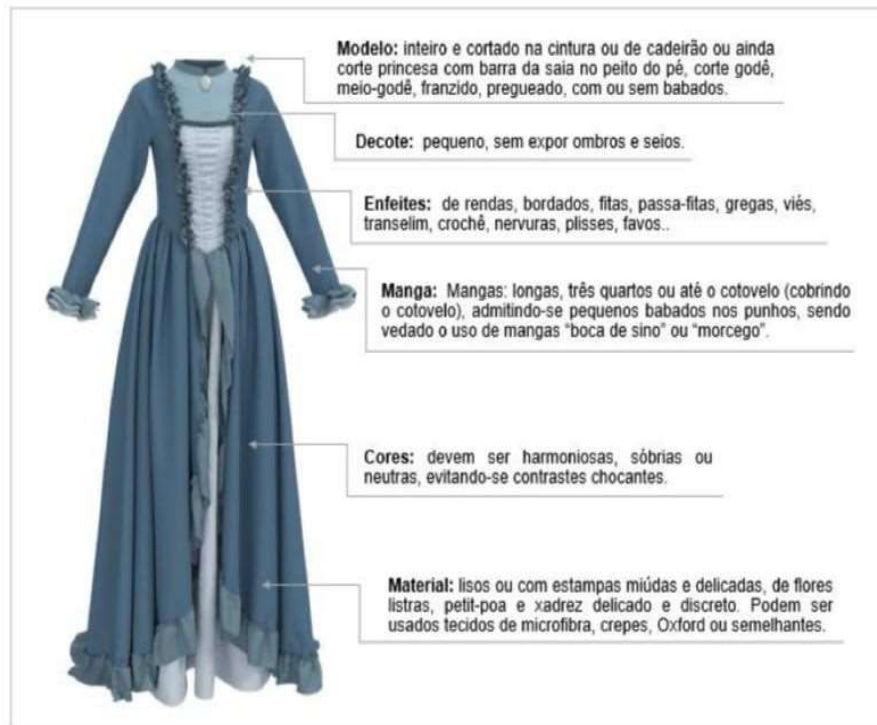 Modelo: inteiro e cortado na cintura ou de cadeirão ou ainda
corte princesa com barra da saia no peito do pé, corte godê,
meio-godê, franzido, pregueado, com ou sem babados.
Decote: pequeno, sem expor ombros e seios.
Enfeites: de rendas, bordados, fitas, passa-fitas, gregas, viés,
transelim, crochê, nervuras, plisses, favos..
Manga: Mangas: longas, três quartos ou até o cotovelo (cobrindo
o cotovelo), admitindo-se pequenos babados nos punhos, sendo
vedado o uso de mangas “boca de sino” ou “morcego”.
Cores: devem ser harmoniosas, sóbrias ou
neutras, evitando-se contrastes chocantes.
Material: lisos ou com estampas miúdas e delicadas, de flores
listras, petit-poa e xadrez delicado e discreto. Podem ser
usados tecidos de microfibra, crepes, Oxford ou semelhantes.